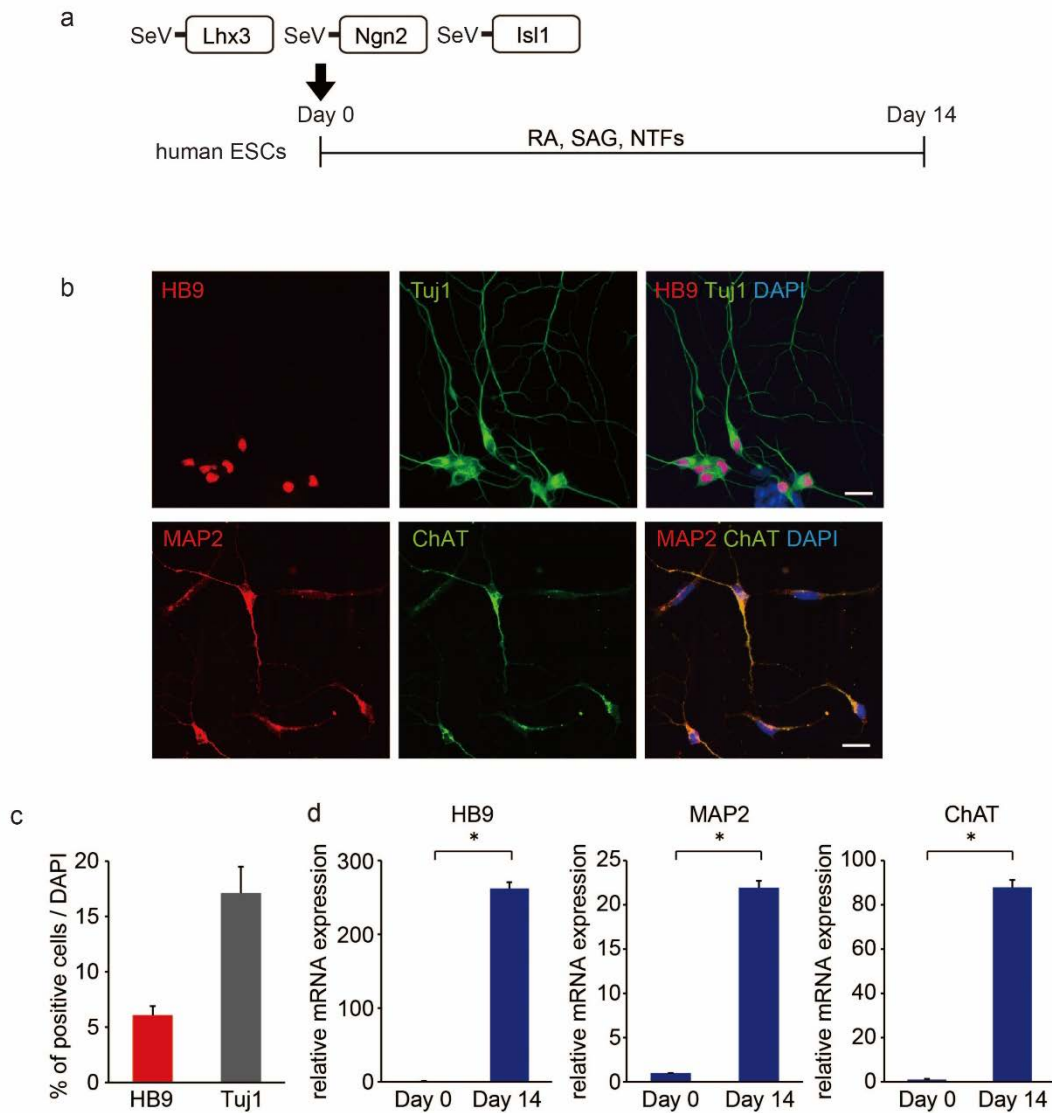 a
SeV Lhx3 SeV Ngn2 SeV Isl1
Day 0 Day 14
human ESCs RA, SAG, NTFs
b
HB9 Tuj1 HB9 Tuj1 DAPI
MAP2 ChAT MAP2 ChAT DAPI
c
% of positive cells / DAPI
20
15
10
5
0
HB9 Tuj1
d
HB9
*
relative mRNA expression
300
200
100
0
Day 0 Day 14
MAP2
*
relative mRNA expression
25
20
15
10
5
0
Day 0 Day 14
ChAT
*
relative mRNA expression
100
80
60
40
20
0
Day 0 Day 14